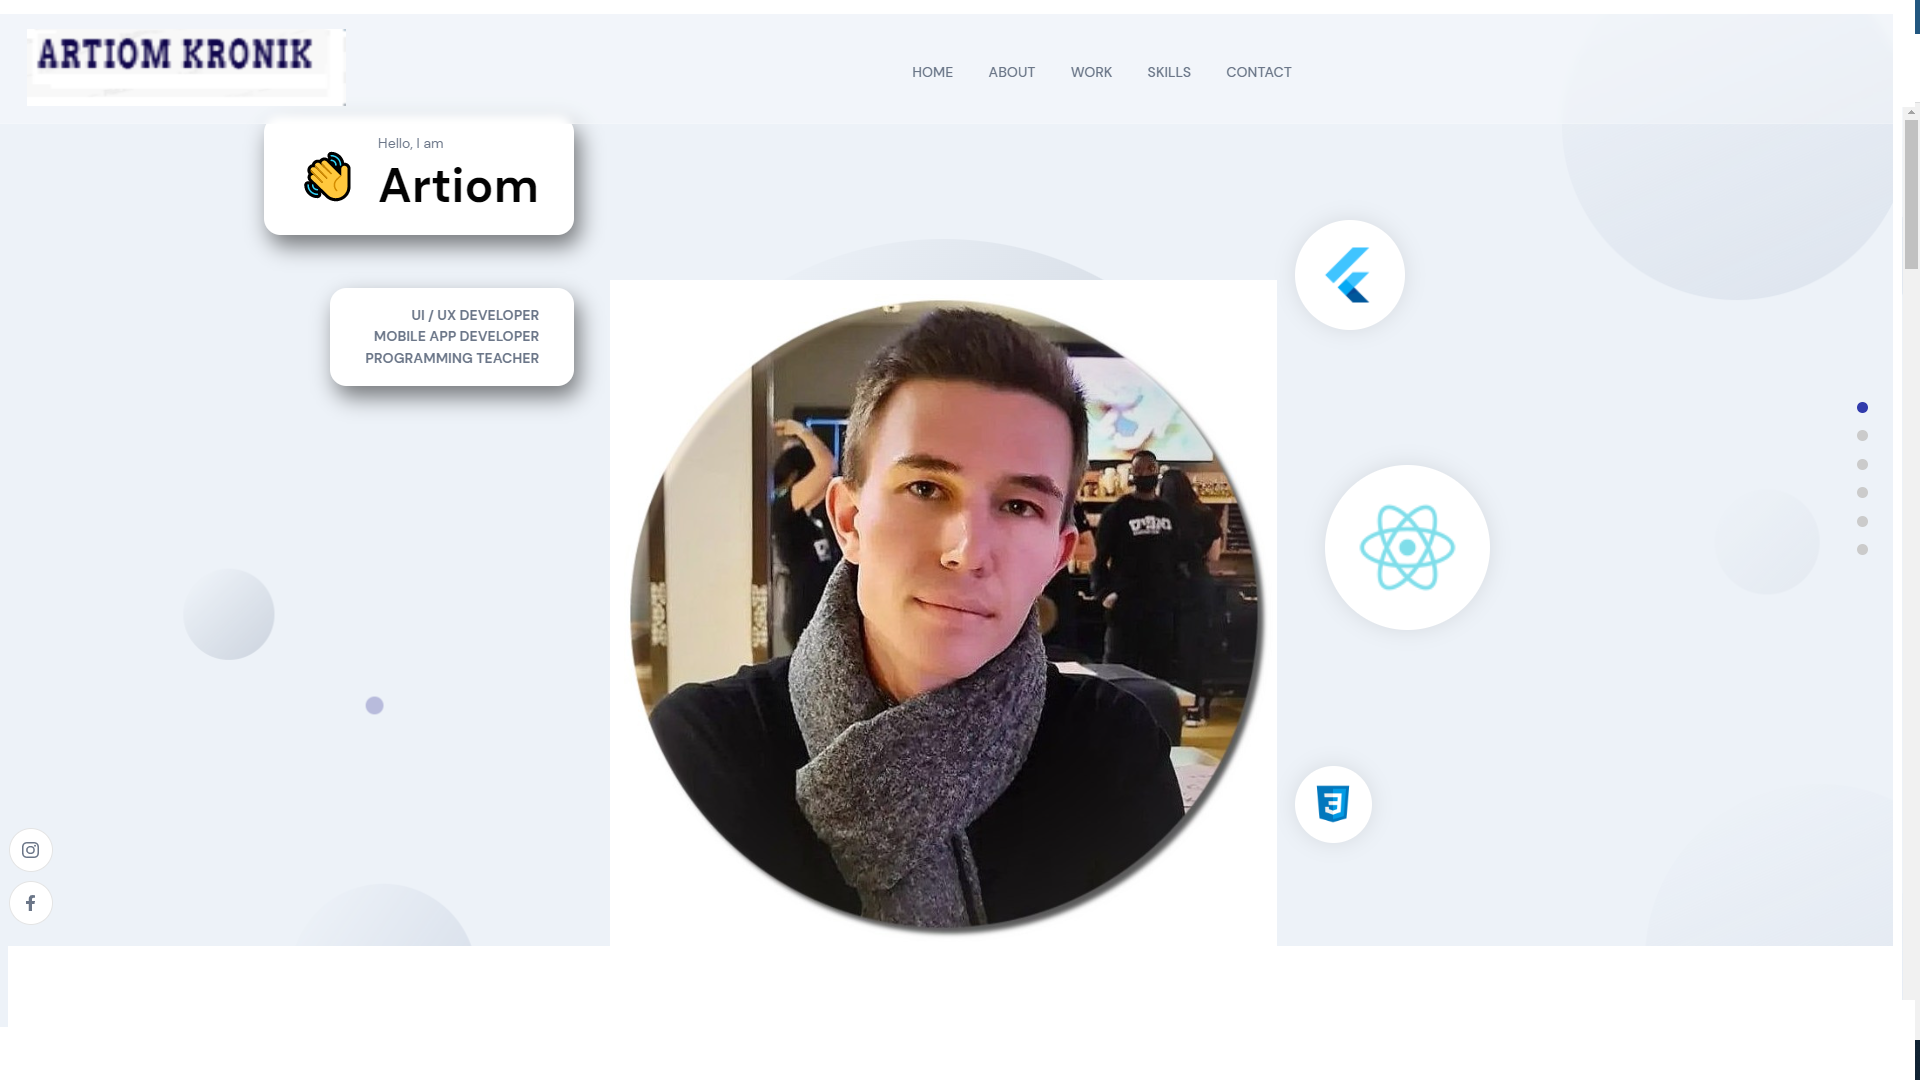 ARTIOM KRONIK
HOME
ABOUT
WORK
SKILLS
CONTACT
Hello, I am
Artiom
UI / UX DEVELOPER
MOBILE APP DEVELOPER
PROGRAMMING TEACHER